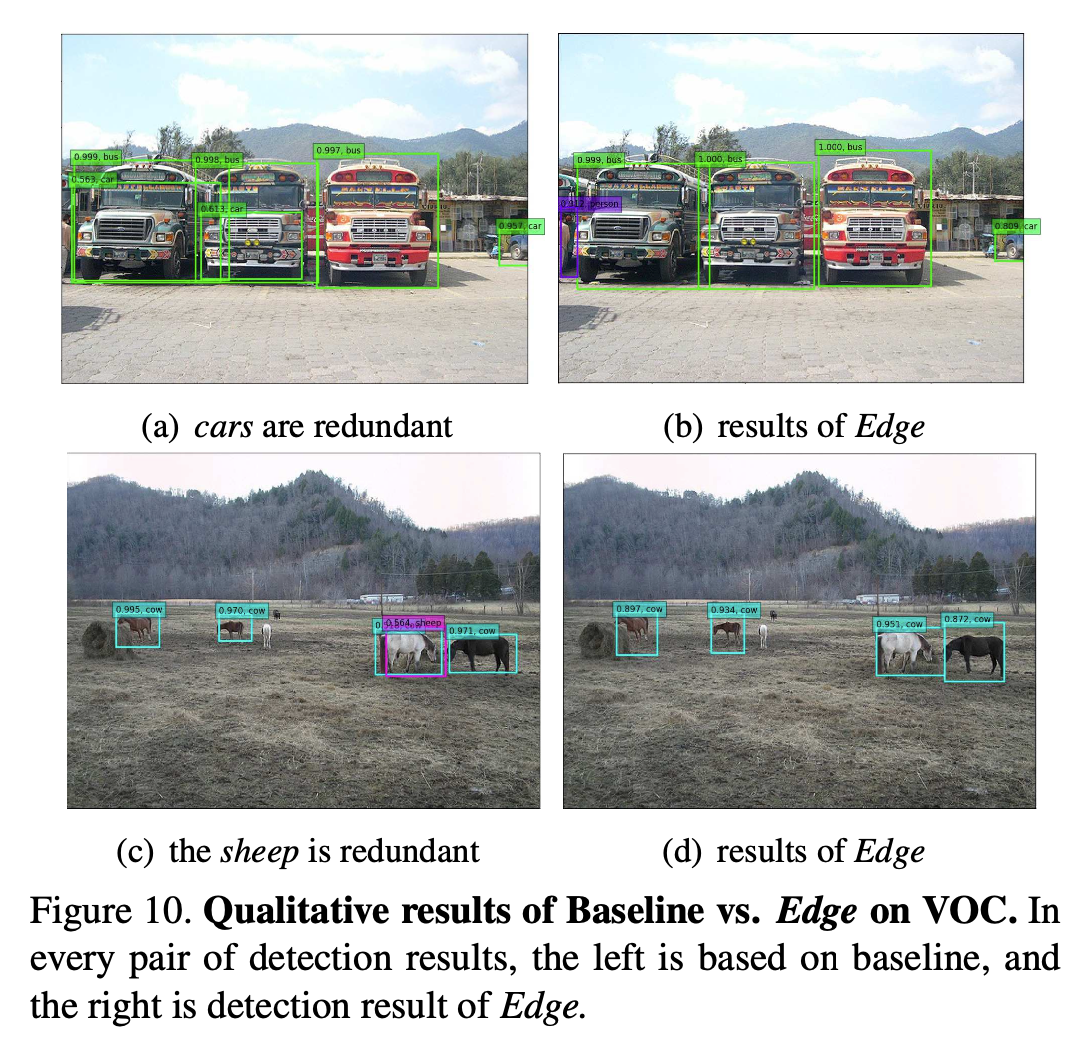 0.999, bus
0.998, bus
0.997, bus
0.563, car
0.613, car
0.957, car
0.999, bus
1.000, bus
1.000, bus
0.912, person
0.809, car
(a) cars are redundant
(b) results of Edge
0.995, cow
0.970, cow
0.564, sheep
0.971, cow
0.897, cow
0.934, cow
0.951, cow
0.872, cow
(c) the sheep is redundant
(d) results of Edge
Figure 10. Qualitative results of Baseline vs. Edge on VOC. In
every pair of detection results, the left is based on baseline, and
the right is detection result of Edge.